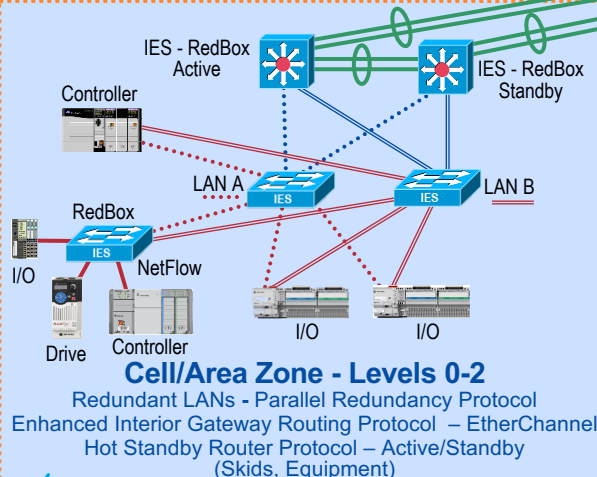 IES - RedBox
Active
IES - RedBox
Standby
Controller
LAN A
IES
IES
LAN B
RedBox
IES
NetFlow
I/O
Drive
Controller
I/O
I/O
Cell/Area Zone - Levels 0-2
Redundant LANs - Parallel Redundancy Protocol
Enhanced Interior Gateway Routing Protocol – EtherChannel
Hot Standby Router Protocol – Active/Standby
(Skids, Equipment)